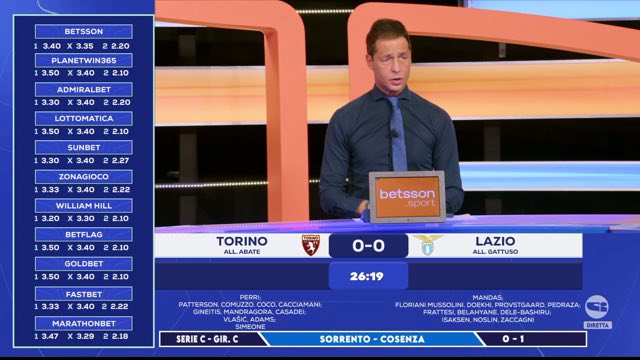 BETSSON
1 3.40 X 3.35 2 2.20
PLANETWIN365
1 3.50 X 3.40 2 2.10
ADMIRALBET
1 3.30 X 3.40 2 2.20
LOTTOMATICA
1 3.50 X 3.40 2 2.10
SUNBET
1 3.30 X 3.40 2 2.27
ZONAGIOCO
1 3.33 X 3.40 2 2.22
WILLIAM HILL
1 3.20 X 3.30 2 2.10
BETFLAG
1 3.50 X 3.40 2 2.10
GOLDBET
1 3.50 X 3.40 2 2.10
FASTBET
1 3.33 X 3.40 2 2.22
MARATHONBET
1 3.47 X 3.29 2 2.18
betsson
.sport
TORINO
ALL. ABATE
0-0
LAZIO
ALL. GATTUSO
26:19
PERRI;
PATTERSON, COMUZZO, COCO, CACCIAMANI;
GINEITIS, MANDRAGORA, CASADEI;
VLAŠIĆ, ADAMS;
SIMEONE
MANDAS;
FLORIANI MUSSOLINI, DOEKHI, PROVSTGAARD, PEDRAZA;
FRATTESI, BELAHYANE, DELE-BASHIRU;
ISAKSEN, NOSLIN, ZACCAGNI
DIRETTA
SERIE C - GIR. C
SORRENTO - COSENZA
0 - 1